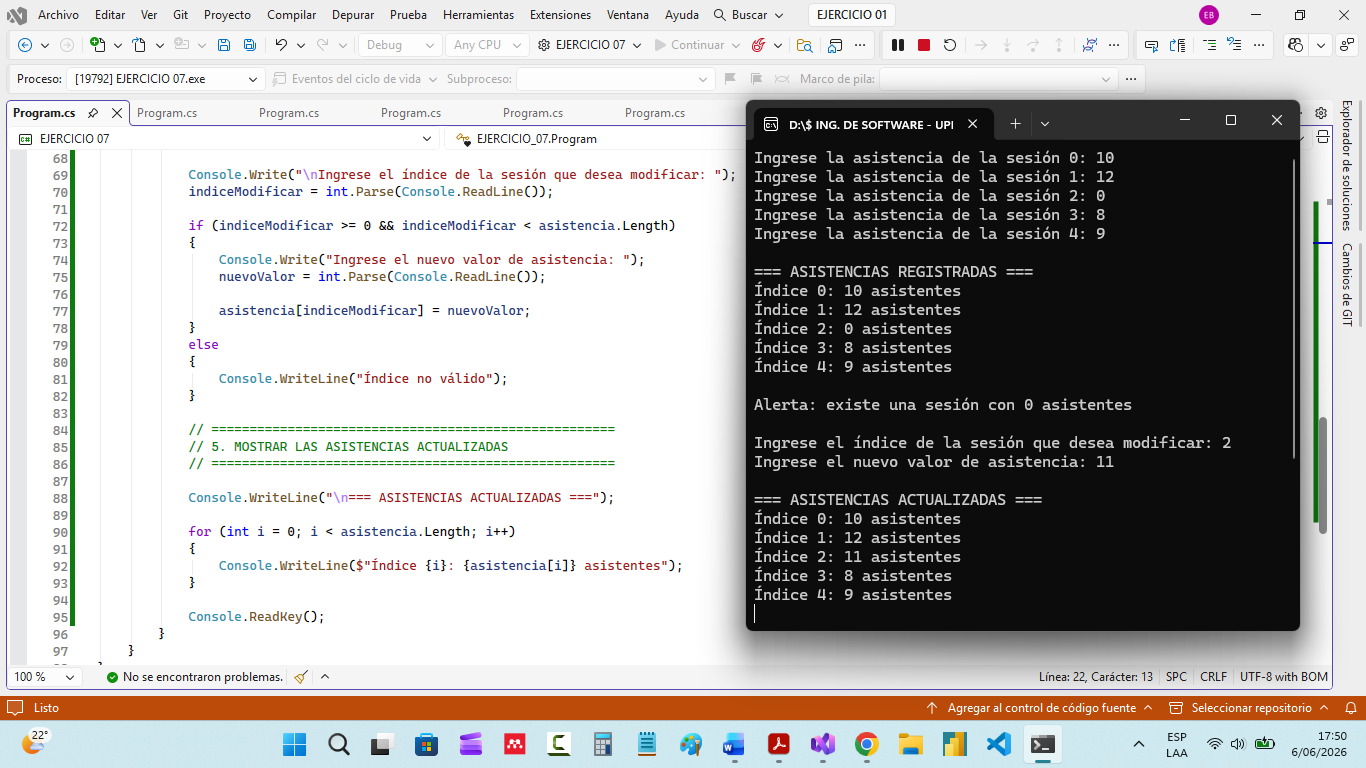 Archivo Editar Ver Git Proyecto Compilar Depurar Prueba Herramientas Extensiones Ventana Ayuda Buscar EJERCICIO 01 EB
Debug Any CPU EJERCICIO 07 Continuar
Proceso: [19792] EJERCICIO 07.exe Eventos del ciclo de vida Subproceso: Marco de pila:
Program.cs Program.cs Program.cs Program.cs Program.cs Program.cs
EJERCICIO 07 EJERCICIO_07.Program
68
69 Console.Write("\nIngrese el índice de la sesión que desea modificar: ");
70 indiceModificar = int.Parse(Console.ReadLine());
71
72 if (indiceModificar >= 0 && indiceModificar < asistencia.Length)
73 {
74 Console.Write("Ingrese el nuevo valor de asistencia: ");
75 nuevoValor = int.Parse(Console.ReadLine());
76
77 asistencia[indiceModificar] = nuevoValor;
78 }
79 else
80 {
81 Console.WriteLine("Índice no válido");
82 }
83
84 // =====================================================
85 // 5. MOSTRAR LAS ASISTENCIAS ACTUALIZADAS
86 // =====================================================
87
88 Console.WriteLine("\n=== ASISTENCIAS ACTUALIZADAS ===");
89
90 for (int i = 0; i < asistencia.Length; i++)
91 {
92 Console.WriteLine($"Índice {i}: {asistencia[i]} asistentes");
93 }
94
95 Console.ReadKey();
96 }
97 }
D:\$ ING. DE SOFTWARE - UPI
Ingrese la asistencia de la sesión 0: 10
Ingrese la asistencia de la sesión 1: 12
Ingrese la asistencia de la sesión 2: 0
Ingrese la asistencia de la sesión 3: 8
Ingrese la asistencia de la sesión 4: 9
=== ASISTENCIAS REGISTRADAS ===
Índice 0: 10 asistentes
Índice 1: 12 asistentes
Índice 2: 0 asistentes
Índice 3: 8 asistentes
Índice 4: 9 asistentes
Alerta: existe una sesión con 0 asistentes
Ingrese el índice de la sesión que desea modificar: 2
Ingrese el nuevo valor de asistencia: 11
=== ASISTENCIAS ACTUALIZADAS ===
Índice 0: 10 asistentes
Índice 1: 12 asistentes
Índice 2: 11 asistentes
Índice 3: 8 asistentes
Índice 4: 9 asistentes
Explorador de soluciones
Cambios de GIT
100 % No se encontraron problemas. Línea: 22, Carácter: 13 SPC CRLF UTF-8 with BOM
Listo Agregar al control de código fuente Seleccionar repositorio
22° ESP 17:50
LAA 6/06/2026